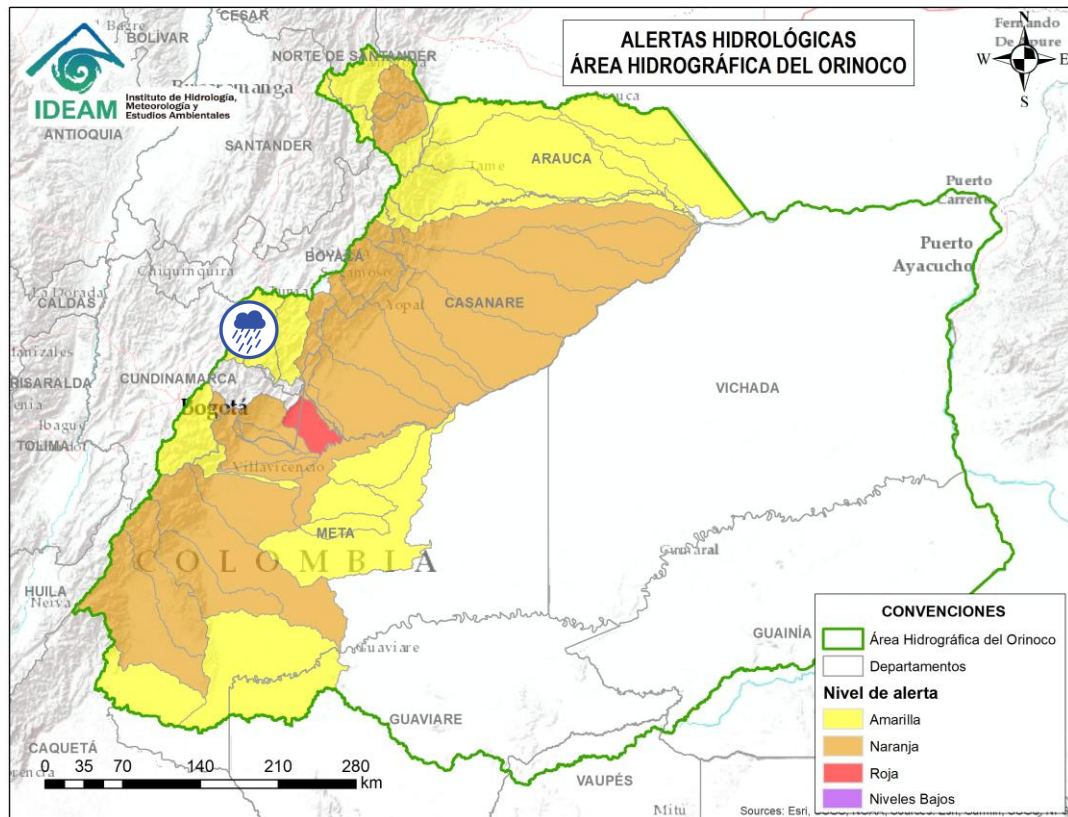 ALERTAS HIDROLÓGICAS
ÁREA HIDROGRÁFICA DEL ORINOCO
IDEAM
Instituto de Hidrología,
Meteorología y
Estudios Ambientales
N
W
E
S
CESAR
BOLÍVAR
NORTE DE SANTANDER
Fernando
De Apure
ANTIOQUIA
SANTANDER
ARAUCA
Tame
Puerto
Carreño
Puerto
Ayacucho
BOYACÁ
Chiquinquira
La Dorada
CALDAS
Yopal
CASANARE
VICHADA
CUNDINAMARCA
RISARALDA
Bogotá
Ibague
TOLIMA
Villavicencio
META
COLOMBIA
HUILA
Neiva
Guaviare
GUAINÍA
GUAVIARE
CAQUETÁ
VAUPÉS
Mitú
0 35 70 140 210 280
km
CONVENCIONES
Área Hidrográfica del Orinoco
Departamentos
Nivel de alerta
Amarilla
Naranja
Roja
Niveles Bajos
Sources: Esri,